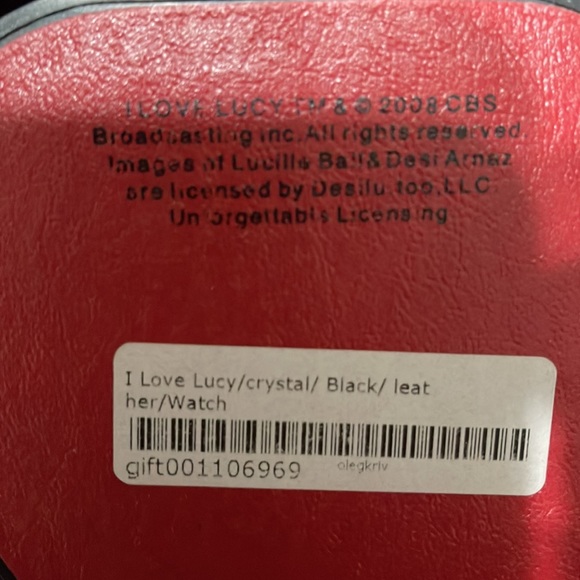 I LOVE LUCY TM & © 2008 CBS
Broadcasting Inc. All rights reserved
Images of Lucille Ball & Desi Arnaz
are licensed by Desilu, too, LLC
Unforgettable Licensing
I Love Lucy/crystal/ Black/ leat
her/Watch
gift001106969
olegkriv